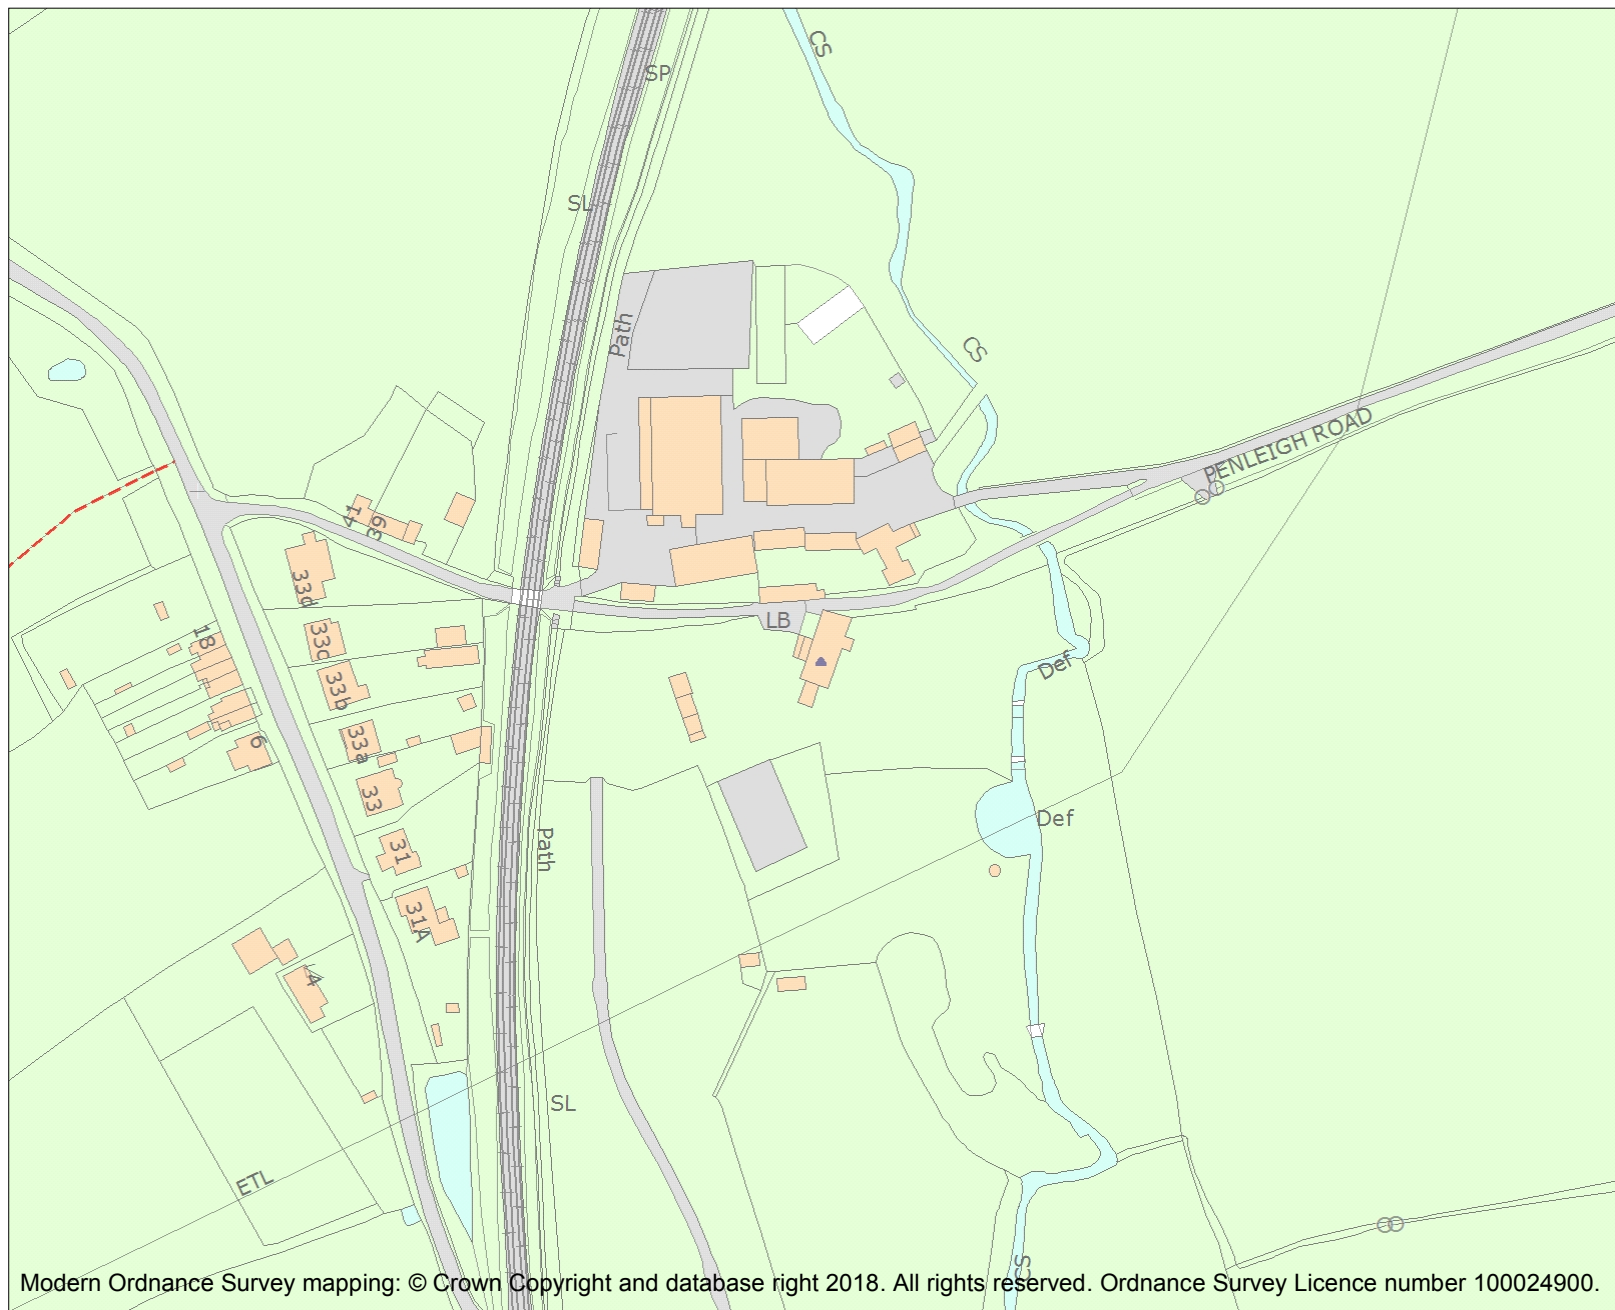 CS
SP
SL
Path
CS
PENLEIGH ROAD
41
39
33d
33c
18
LB
Def
33b
33a
6
33
Def
31
Path
31A
4
SL
ETL
CS
Modern Ordnance Survey mapping: © Crown Copyright and database right 2018. All rights reserved. Ordnance Survey Licence number 100024900.